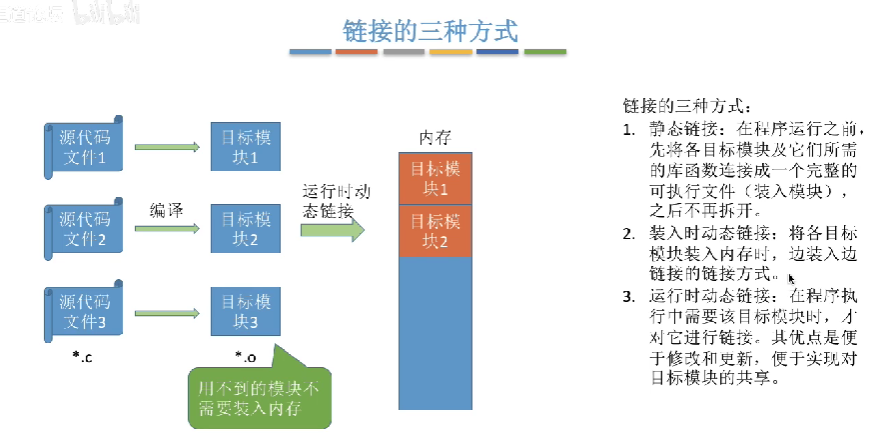 bilibili
链接的三种方式
源代码
文件1
目标模
块1
源代码
文件2
编译
目标模
块2
源代码
文件3
目标模
块3
*.c
*.o
用不到的模块不
需要装入内存
运行时动
态链接
内存
目标模
块1
目标模
块2
链接的三种方式:
1. 静态链接:在程序运行之前,
先将各目标模块及它们所需
的库函数连接成一个完整的
可执行文件(装入模块),
之后不再拆开。
2. 装入时动态链接:将各目标
模块装入内存时,边装入边
链接的链接方式。
3. 运行时动态链接:在程序执
行中需要该目标模块时,才
对它进行链接。其优点是便
于修改和更新,便于实现对
目标模块的共享。